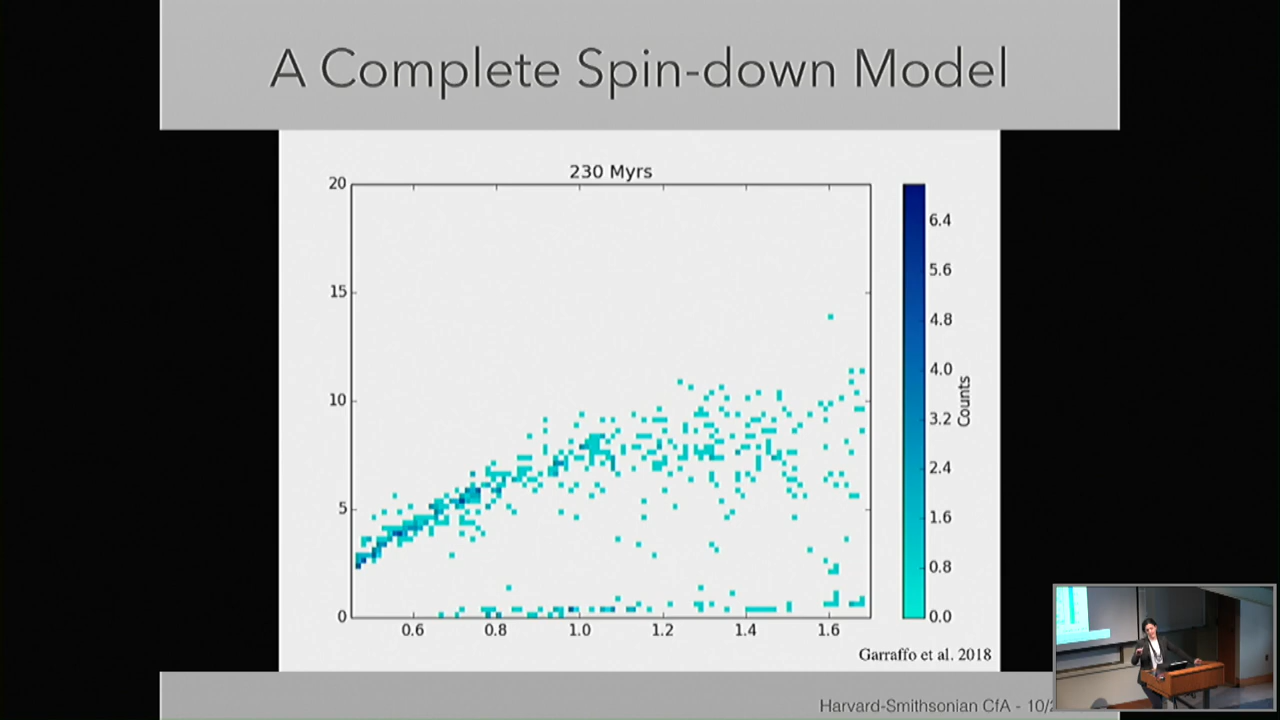 A Complete Spin-down Model
230 Myrs
20
15
10
5
0
0.6 0.8 1.0 1.2 1.4 1.6
6.4
5.6
4.8
4.0
3.2
2.4
1.6
0.8
0.0
Counts
Garraffo et al. 2018
Harvard-Smithsonian CfA - 10/